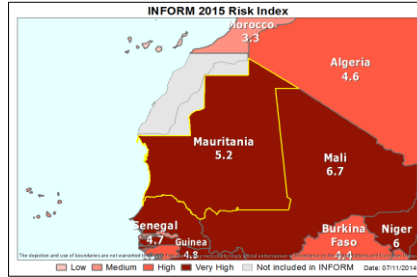 INFORM 2015 Risk Index
Morocco
3.3
Algeria
4.6
Mauritania
5.2
Mali
6.7
Senegal
4.7
Guinea
4.8
Burkina
Faso
Niger
6
Low Medium High Very High Not included in INFORM